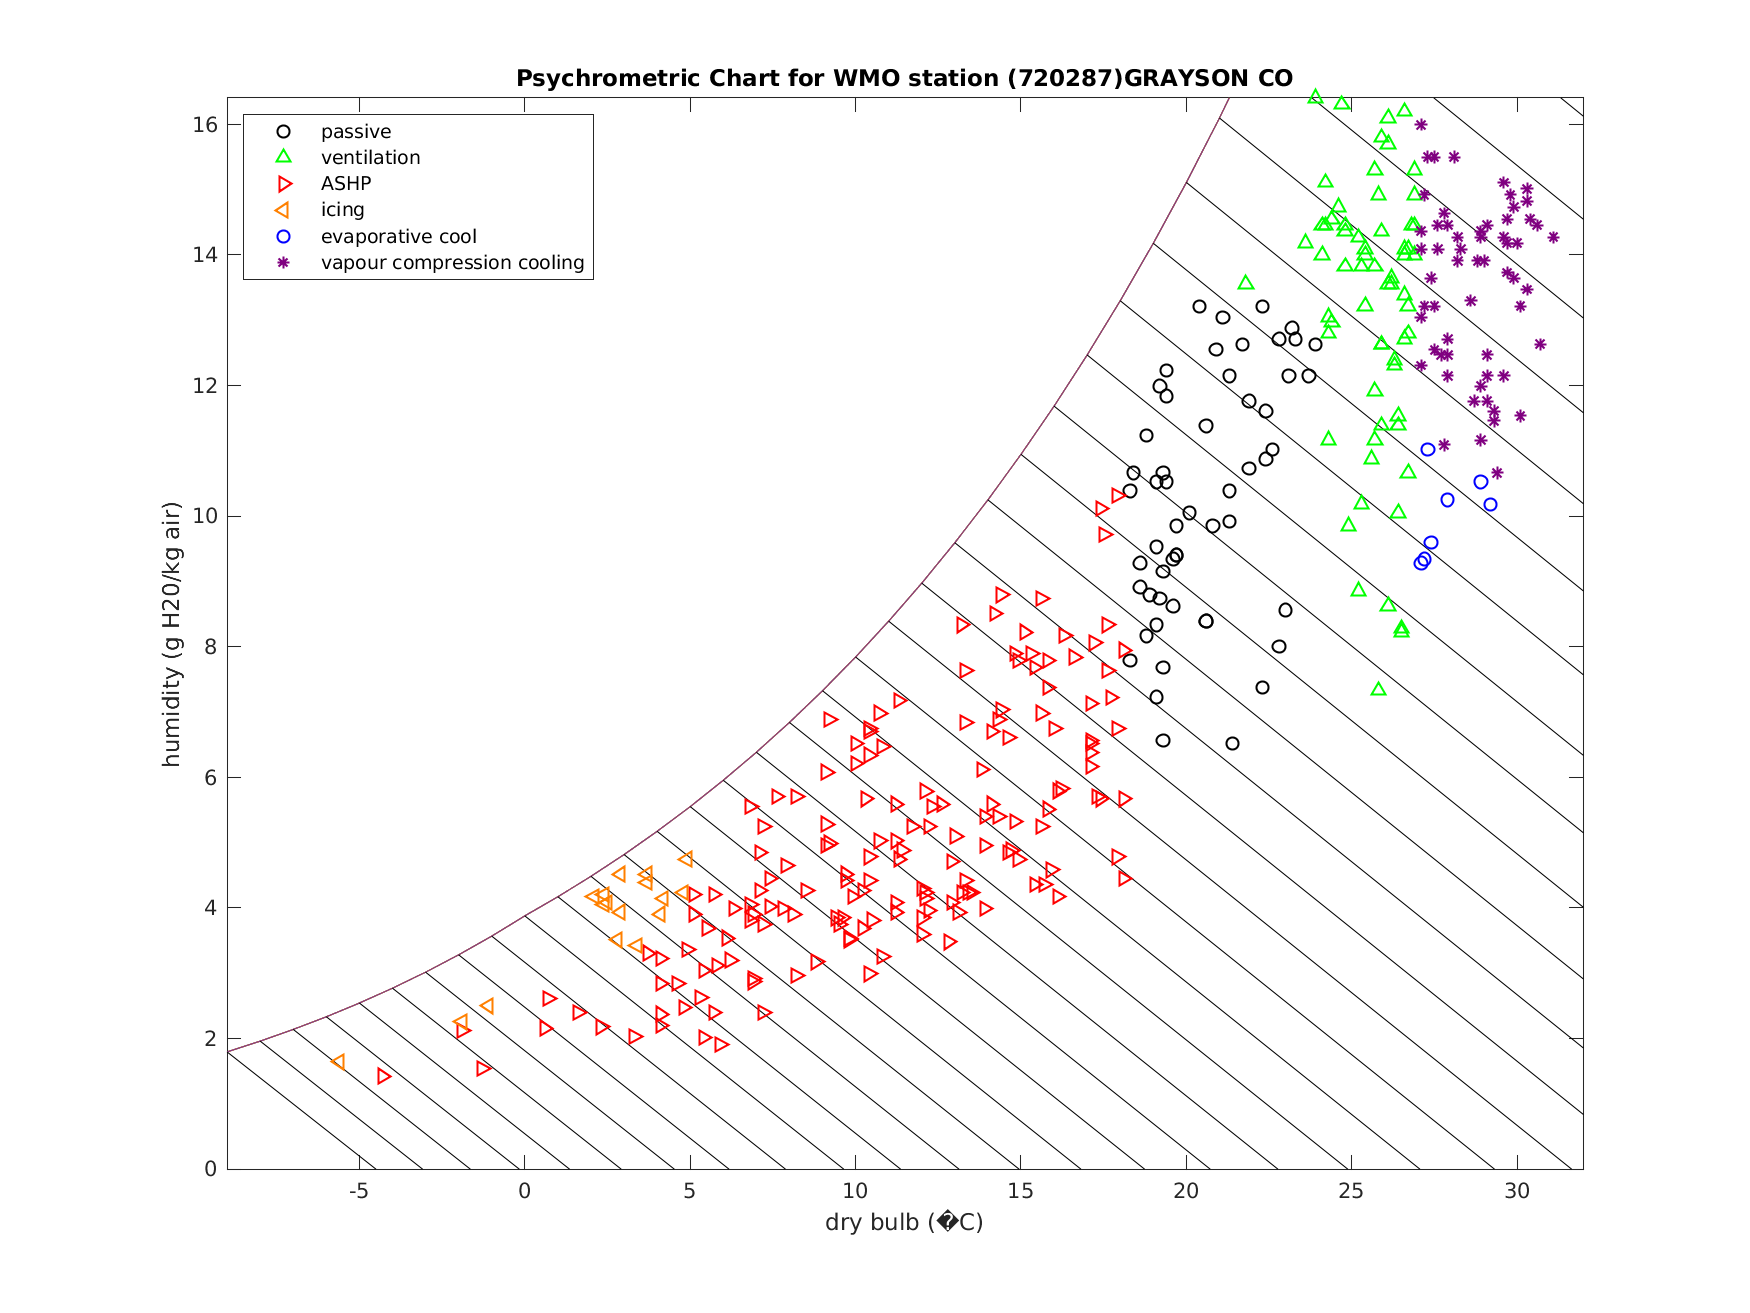 Psychrometric Chart for WMO station (720287)GRAYSON CO
passive
ventilation
ASHP
icing
evaporative cool
vapour compression cooling
humidity (g H20/kg air)
16
14
12
10
8
6
4
2
0
-5 0 5 10 15 20 25 30
dry bulb (�C)